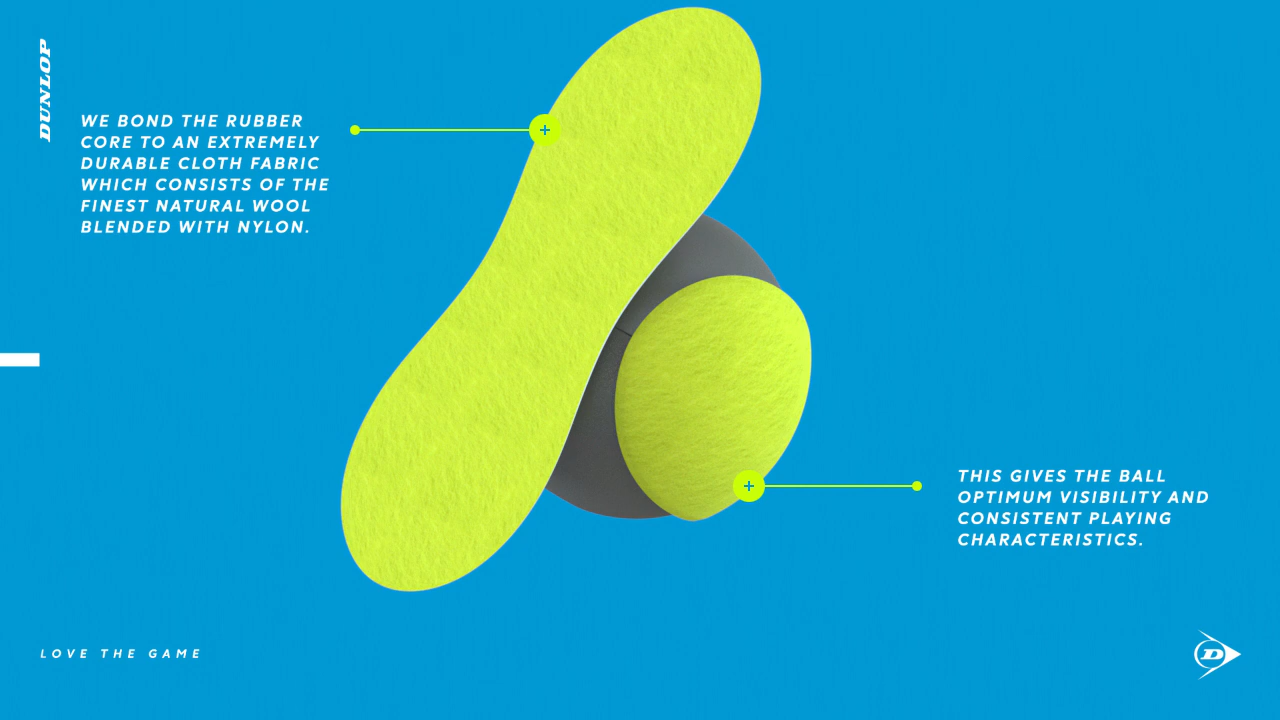 DUNLOP
WE BOND THE RUBBER
CORE TO AN EXTREMELY
DURABLE CLOTH FABRIC
WHICH CONSISTS OF THE
FINEST NATURAL WOOL
BLENDED WITH NYLON.
THIS GIVES THE BALL
OPTIMUM VISIBILITY AND
CONSISTENT PLAYING
CHARACTERISTICS.
LOVE THE GAME
D